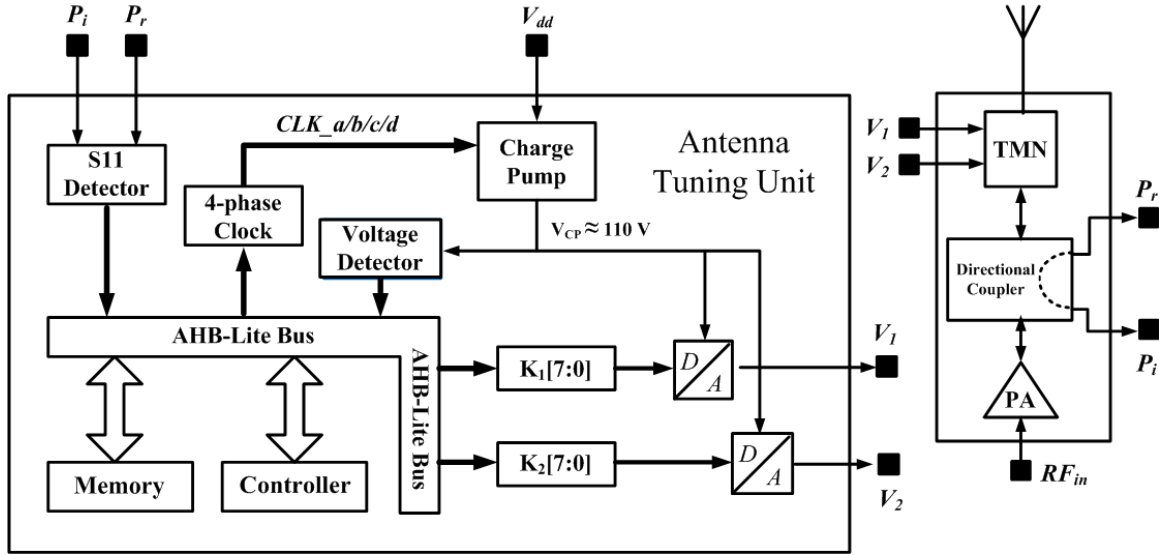 P_i
P_r
V_dd
CLK_a/b/c/d
S11
Detector
4-phase
Clock
Charge
Pump
Antenna
Tuning Unit
V_CP ≈ 110 V
Voltage
Detector
AHB-Lite Bus
AHB-Lite Bus
K_1[7:0]
D
A
V_1
K_2[7:0]
D
A
V_2
Memory
Controller
V_1
V_2
TMN
P_r
Directional
Coupler
P_i
PA
RF_in